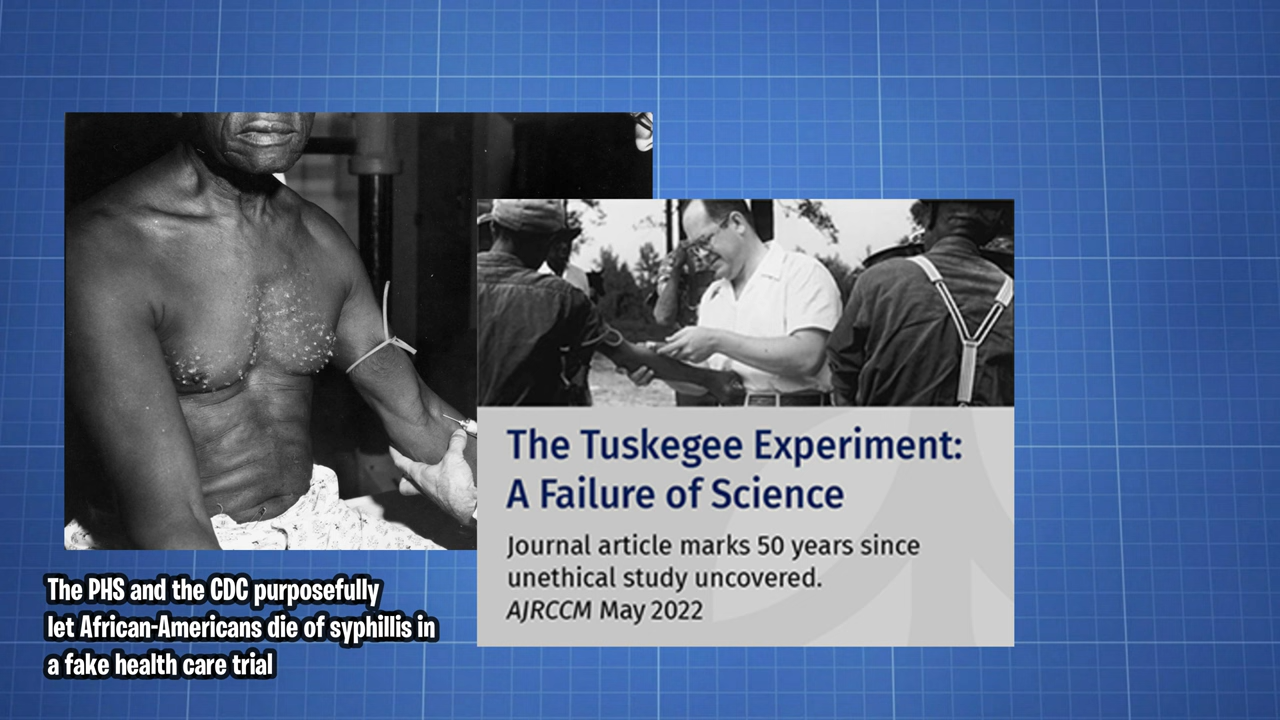 The Tuskegee Experiment:
A Failure of Science
Journal article marks 50 years since
unethical study uncovered.
AJRCCM May 2022
The PHS and the CDC purposefully
let African-Americans die of syphillis in
a fake health care trial